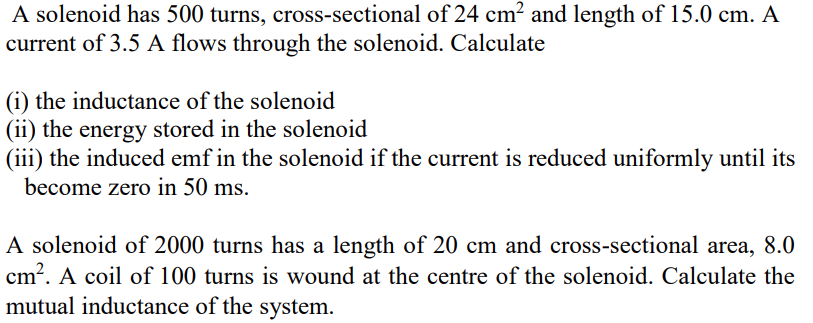 A solenoid has 500 turns, cross-sectional of 24 cm² and length of 15.0 cm. A
current of 3.5 A flows through the solenoid. Calculate
(i) the inductance of the solenoid
(ii) the energy stored in the solenoid
(iii) the induced emf in the solenoid if the current is reduced uniformly until its
become zero in 50 ms.
A solenoid of 2000 turns has a length of 20 cm and cross-sectional area, 8.0
cm². A coil of 100 turns is wound at the centre of the solenoid. Calculate the
mutual inductance of the system.